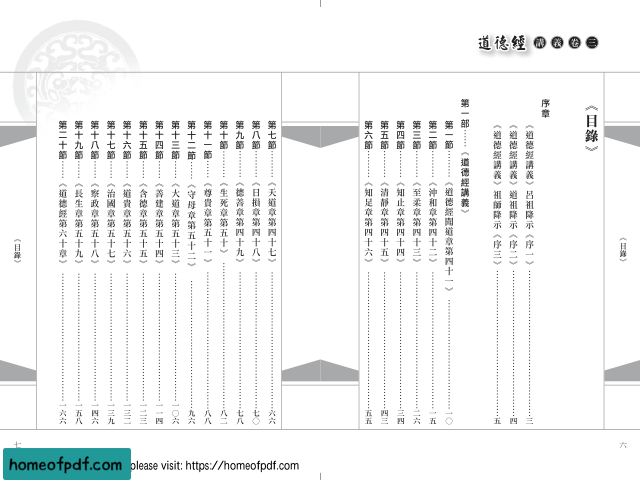 道德經 講義卷三
《目錄》
序章
《道德經講義》呂祖降示《序一》……三
《道德經講義》道祖降示《序二》……四
《道德經講義》祖師降示《序三》……五
第一部……《道德經講義》
第一節……《道德經聞道章第四十一》……一〇
第二節……《沖和章第四十二》……一五
第三節……《至柔章第四十三》……二六
第四節……《知止章第四十四》……三四
第五節……《清靜章第四十五》……四三
第六節……《知足章第四十六》……五五
《目錄》
六
第七節……《天道章第四十七》……六六
第八節……《日損章第四十八》……七〇
第九節……《德善章第四十九》……七八
第十節……《生死章第五十》……八二
第十一節……《尊貴章第五十一》……八八
第十二節……《守母章第五十二》……九六
第十三節……《大道章第五十三》……一〇六
第十四節……《善建章第五十四》……一一四
第十五節……《含德章第五十五》……一二三
第十六節……《道貴章第五十六》……一三二
第十七節……《治國章第五十七》……一三九
第十八節……《察政章第五十八》……一四六
第十九節……《長生章第五十九》……一五八
第二十節……《道德經第六十章》……一六六
《目錄》
七
homeofpdf.com please visit: https://homeofpdf.com